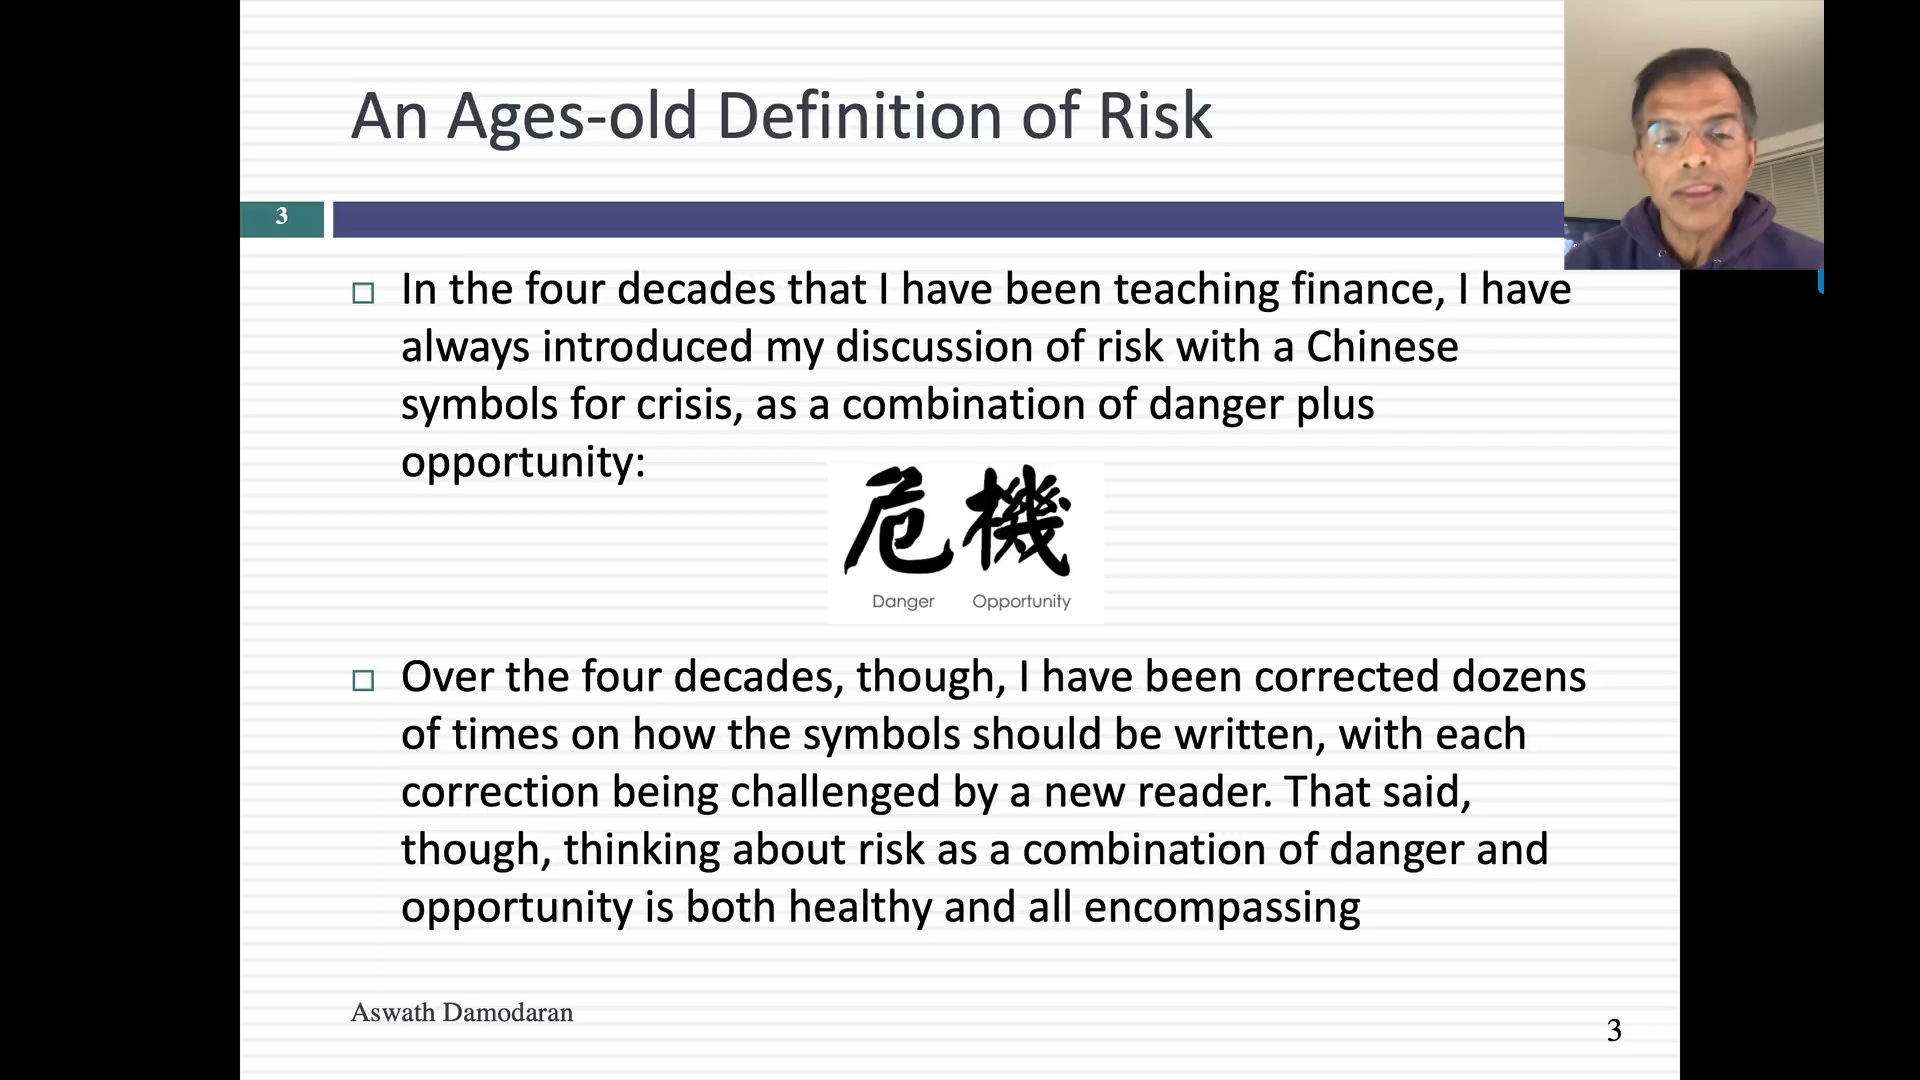 An Ages-old Definition of Risk
3
In the four decades that I have been teaching finance, I have
always introduced my discussion of risk with a Chinese
symbols for crisis, as a combination of danger plus
opportunity:
危機
Danger Opportunity
Over the four decades, though, I have been corrected dozens
of times on how the symbols should be written, with each
correction being challenged by a new reader. That said,
though, thinking about risk as a combination of danger and
opportunity is both healthy and all encompassing
Aswath Damodaran
3